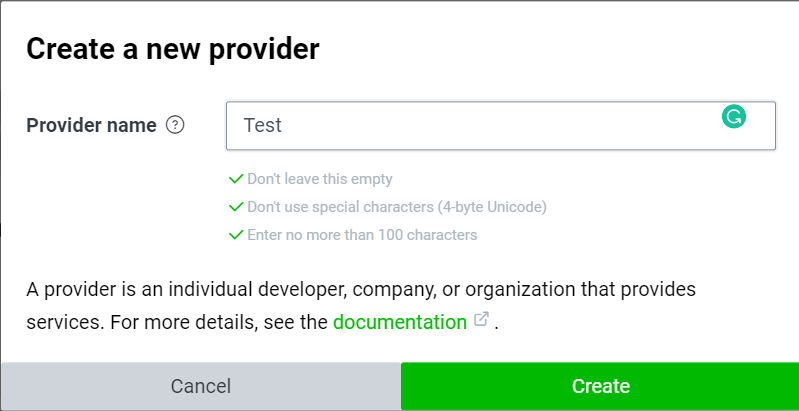 Create a new provider
Provider name ?
Test
Don't leave this empty
Don't use special characters (4-byte Unicode)
Enter no more than 100 characters
A provider is an individual developer, company, or organization that provides
services. For more details, see the documentation .
Cancel
Create